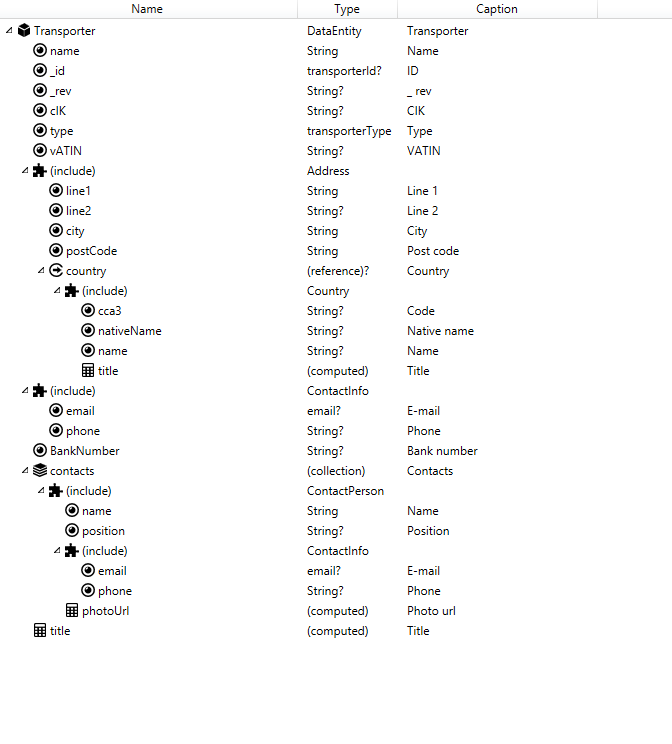 Name Type Caption
Transporter DataEntity Transporter
name String Name
_id transporterId? ID
_rev String? _ rev
cIK String? CIK
type transporterType Type
vATIN String? VATIN
(include) Address
line1 String Line 1
line2 String? Line 2
city String City
postCode String Post code
country (reference)? Country
(include) Country
cca3 String? Code
nativeName String? Native name
name String? Name
title (computed) Title
(include) ContactInfo
email email? E-mail
phone String? Phone
BankNumber String? Bank number
contacts (collection) Contacts
(include) ContactPerson
name String Name
position String? Position
(include) ContactInfo
email email? E-mail
phone String? Phone
photoUrl (computed) Photo url
title (computed) Title